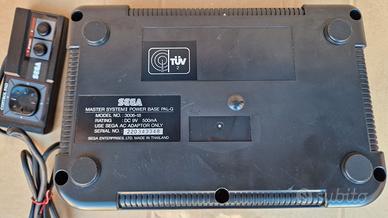 SEGA
TÜV
SEGA
MASTER SYSTEM II POWER BASE PAL-G
MODEL NO. : 3006-18
RATING : DC 9V 500mA
USE SEGA AC ADAPTOR ONLY
SERIAL NO.
SEGA ENTERPRISES, LTD. MADE IN THAILAND
subito